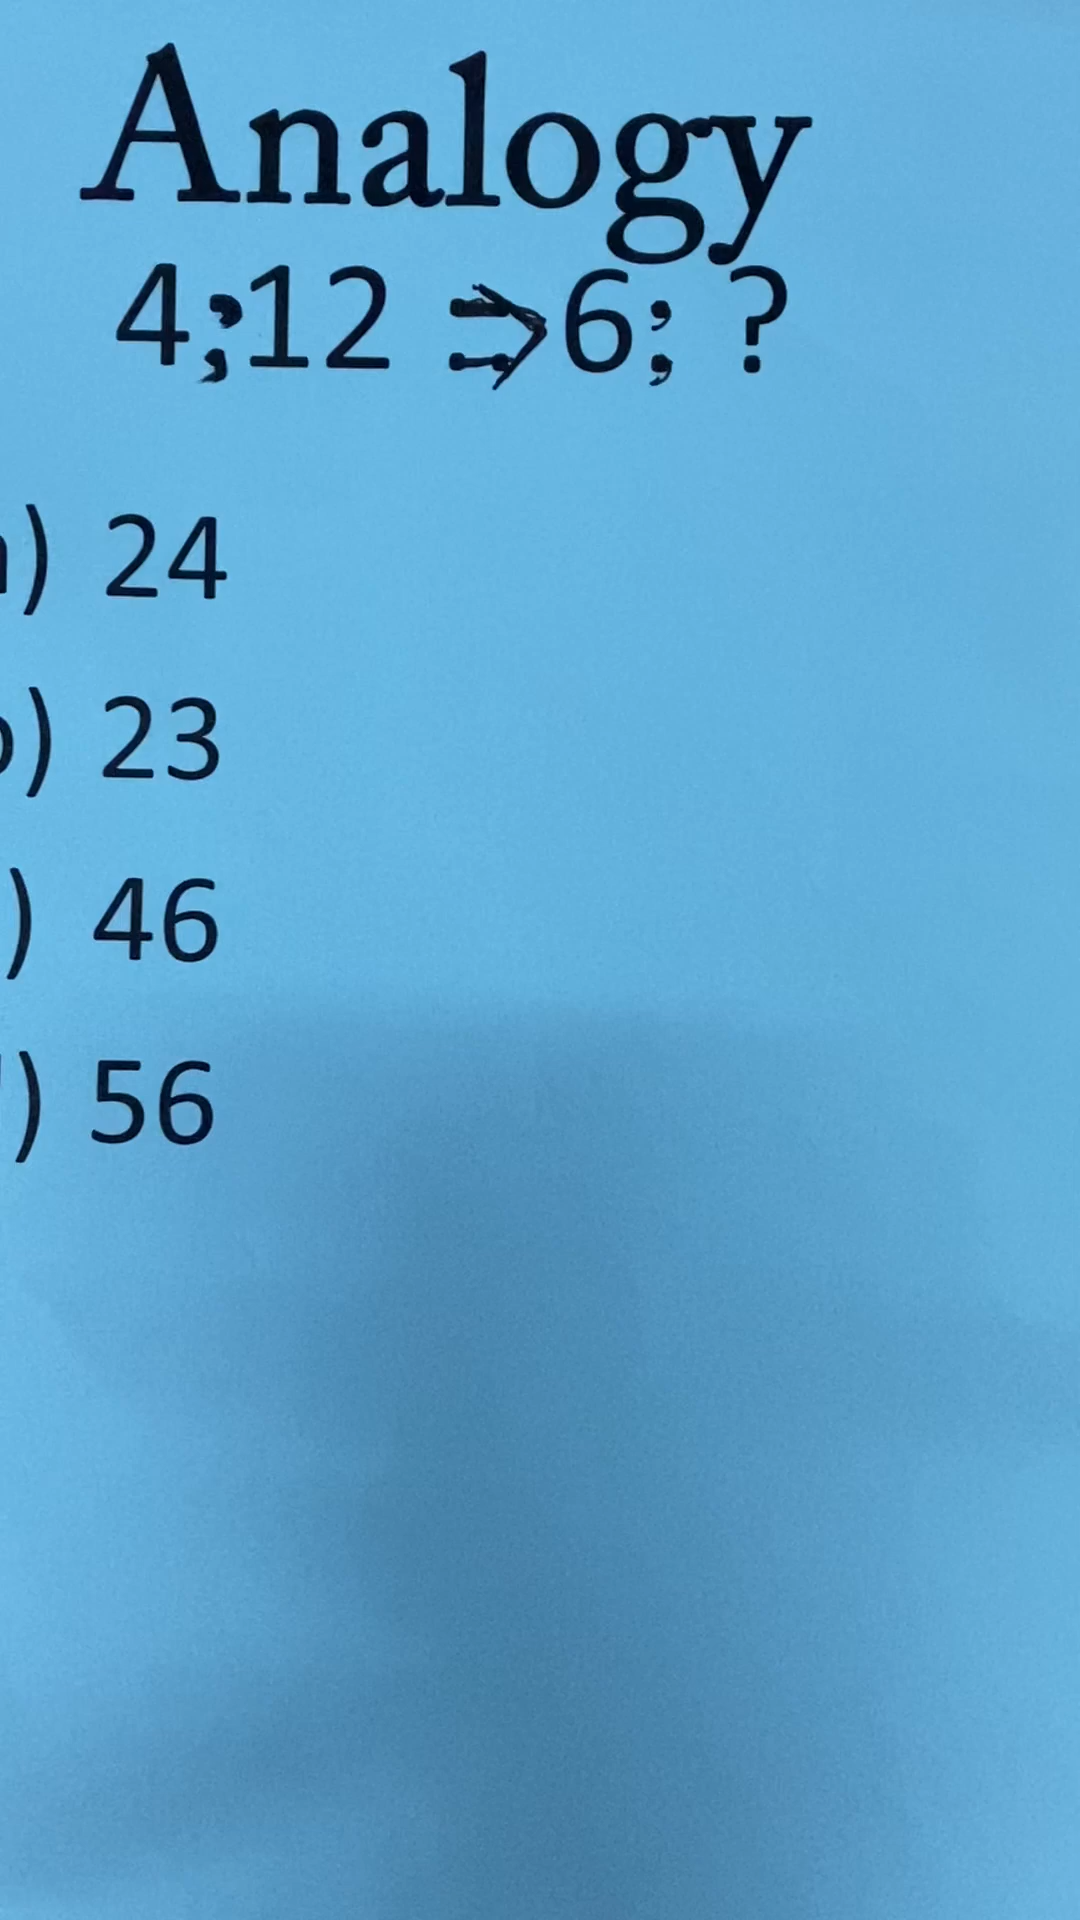 Analogy
4;12 ⇒6; ?
) 24
) 23
) 46
) 56